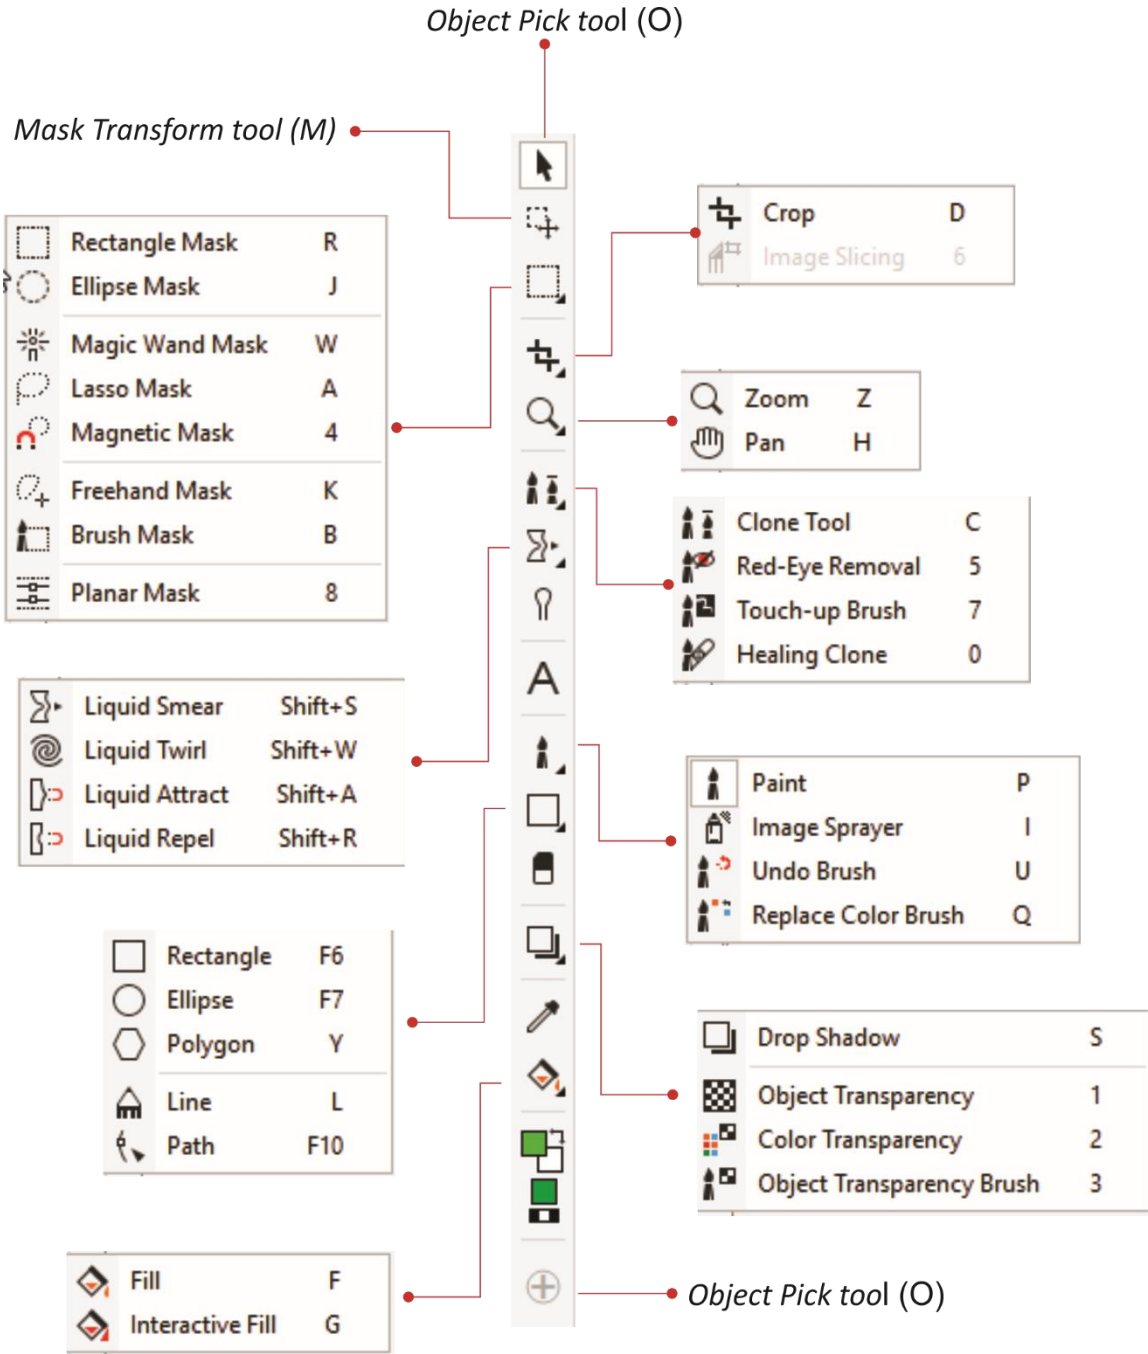 Object Pick tool (O)
Mask Transform tool (M)
Rectangle Mask R
Ellipse Mask J
Magic Wand Mask W
Lasso Mask A
Magnetic Mask 4
Freehand Mask K
Brush Mask B
Planar Mask 8
Liquid Smear Shift+S
Liquid Twirl Shift+W
Liquid Attract Shift+A
Liquid Repel Shift+R
Rectangle F6
Ellipse F7
Polygon Y
Line L
Path F10
Fill F
Interactive Fill G
A
Crop D
Image Slicing 6
Zoom Z
Pan H
Clone Tool C
Red-Eye Removal 5
Touch-up Brush 7
Healing Clone 0
Paint P
Image Sprayer I
Undo Brush U
Replace Color Brush Q
Drop Shadow S
Object Transparency 1
Color Transparency 2
Object Transparency Brush 3
Object Pick tool (O)